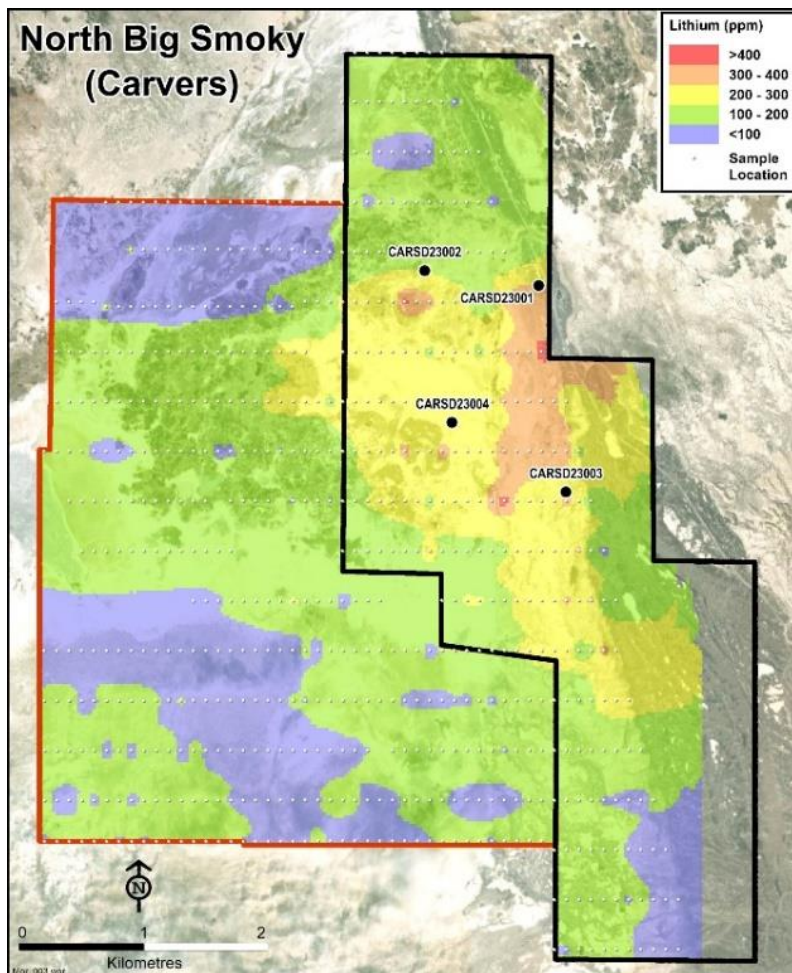 North Big Smoky
(Carvers)
Lithium (ppm)
>400
300 - 400
200 - 300
100 - 200
<100
Sample
Location
CARSD23002
CARSD23001
CARSD23004
CARSD23003
N
0 1 2
Kilometres